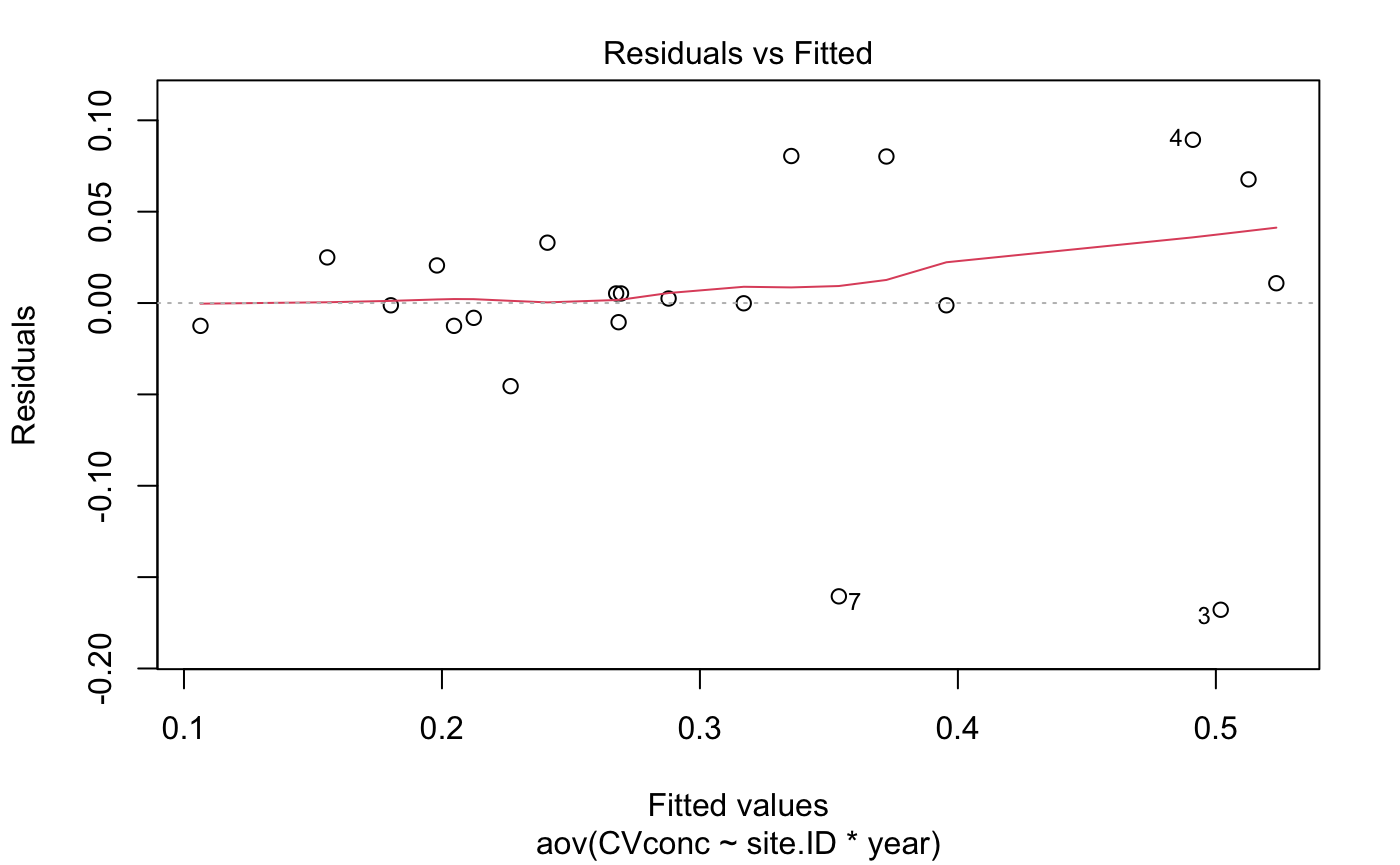 Residuals vs Fitted
Residuals
0.10
0.05
0.00
-0.10
-0.20
4
7
3
0.1 0.2 0.3 0.4 0.5
Fitted values
aov(CVconc ~ site.ID * year)